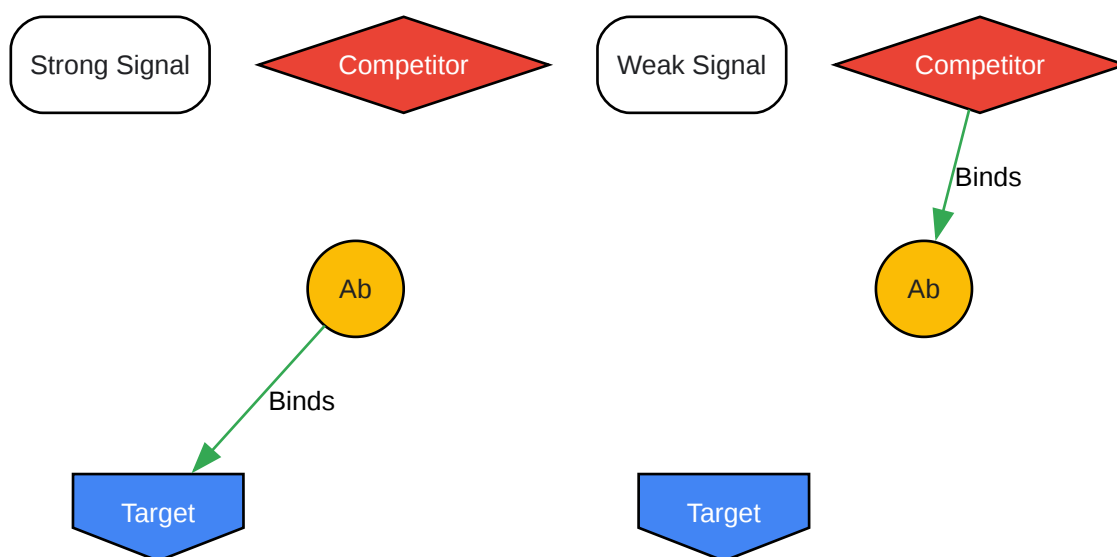 Strong Signal
Competitor
Weak Signal
Competitor
Binds
Ab
Ab
Binds
Target
Target